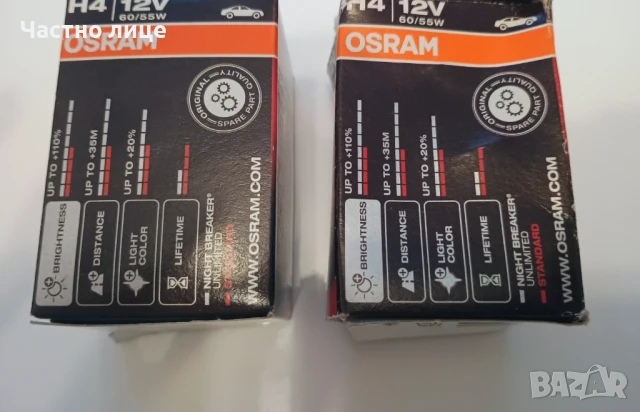 Частно лице
H4 12V
60/55W
OSRAM
ORIGINAL
SPARE PART QUALITY
UP TO +110%
UP TO +35M
UP TO +20%
BRIGHTNESS
DISTANCE
LIGHT
COLOR
LIFETIME
NIGHT BREAKER®
UNLIMITED
STANDARD
WWW.OSRAM.COM
H4 12V
60/55W
OSRAM
ORIGINAL
SPARE PART QUALITY
UP TO +110%
UP TO +35M
UP TO +20%
BRIGHTNESS
DISTANCE
LIGHT
COLOR
LIFETIME
NIGHT BREAKER®
UNLIMITED
STANDARD
WWW.OSRAM.COM
BAZAR